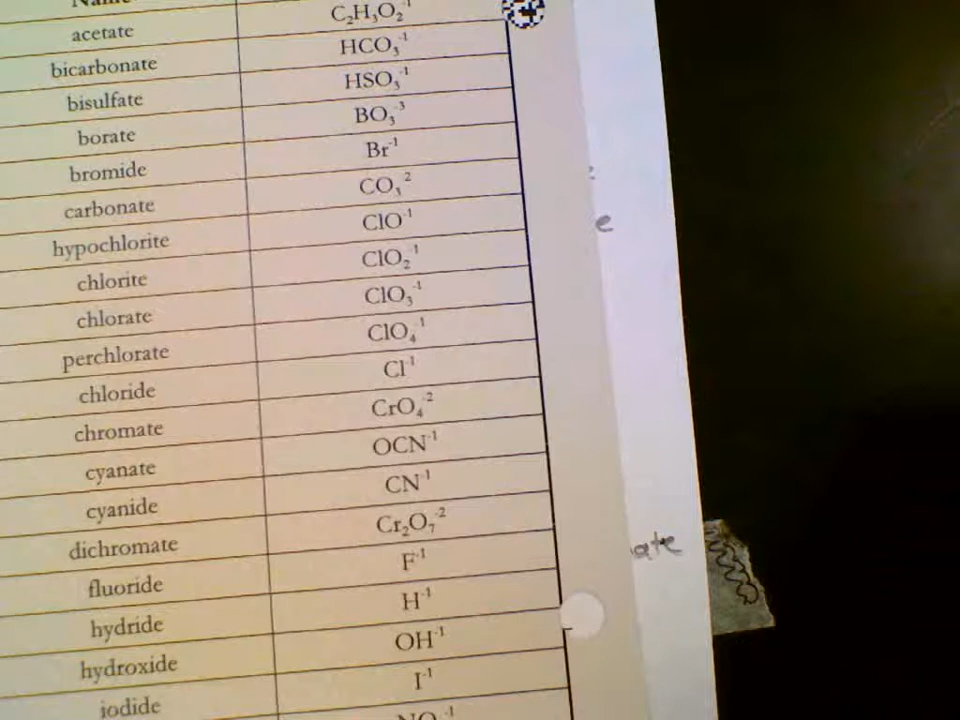 Name
acetate C₂H₃O₂⁻¹
bicarbonate HCO₃⁻¹
bisulfate HSO₃⁻¹
borate BO₃⁻³
bromide Br⁻¹
carbonate CO₃⁻²
hypochlorite ClO⁻¹
chlorite ClO₂⁻¹
chlorate ClO₃⁻¹
perchlorate ClO₄⁻¹
chloride Cl⁻¹
chromate CrO₄⁻²
cyanate OCN⁻¹
cyanide CN⁻¹
dichromate Cr₂O₇⁻²
fluoride F⁻¹
hydride H⁻¹
hydroxide OH⁻¹
iodide I⁻¹
e
ate